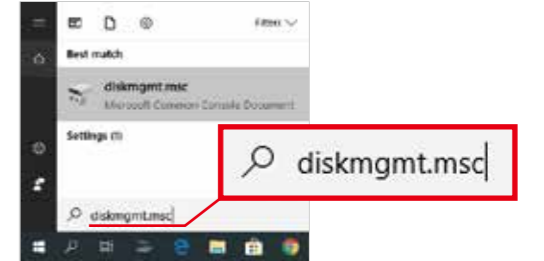 Filters
Best match
diskmgmt.msc
Microsoft Common Console Document
Settings (1)
diskmgmt.msc
diskmgmt.msc